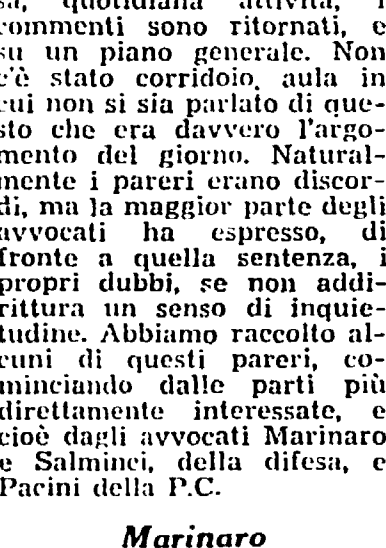 sa, quotidiana attività, i
commenti sono ritornati, e
su un piano generale. Non
c'è stato corridoio, aula in
cui non si sia parlato di que-
sto che era davvero l'argo-
mento del giorno. Natural-
mente i pareri erano discor-
di, ma la maggior parte degli
avvocati ha espresso, di
fronte a quella sentenza, i
propri dubbi, se non addi-
rittura un senso di inquie-
tudine. Abbiamo raccolto al-
cuni di questi pareri, co-
minciando dalle parti più
direttamente interessate, e
cioè dagli avvocati Marinaro
e Salminci, della difesa, e
Pacini della P.C.
Marinaro